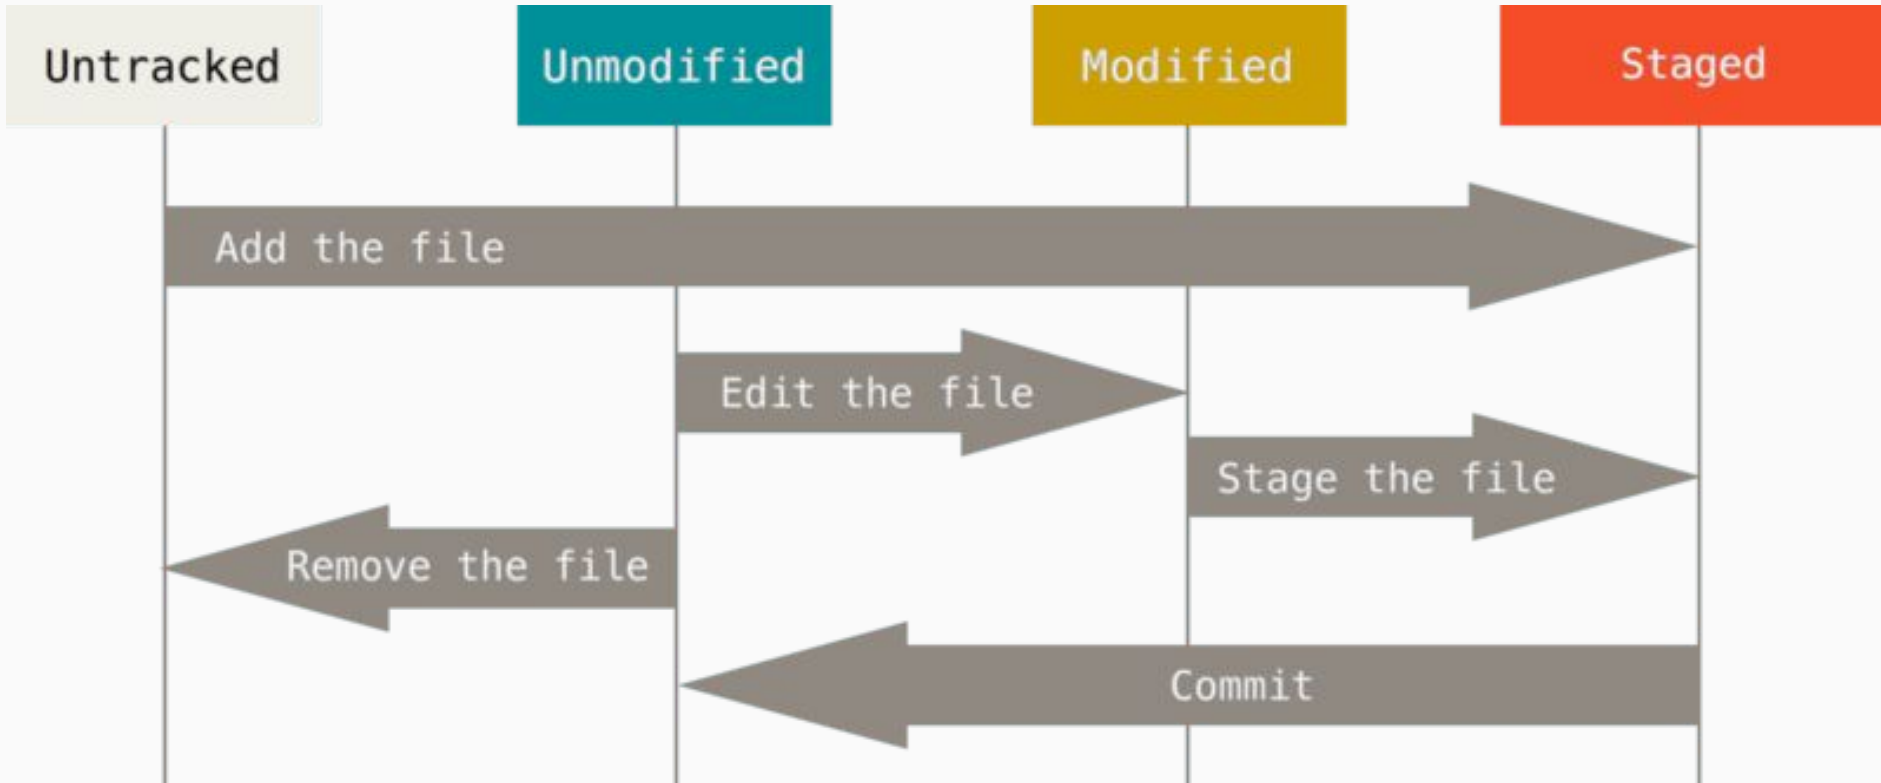 Untracked
Unmodified
Modified
Staged
Add the file
Edit the file
Stage the file
Remove the file
Commit